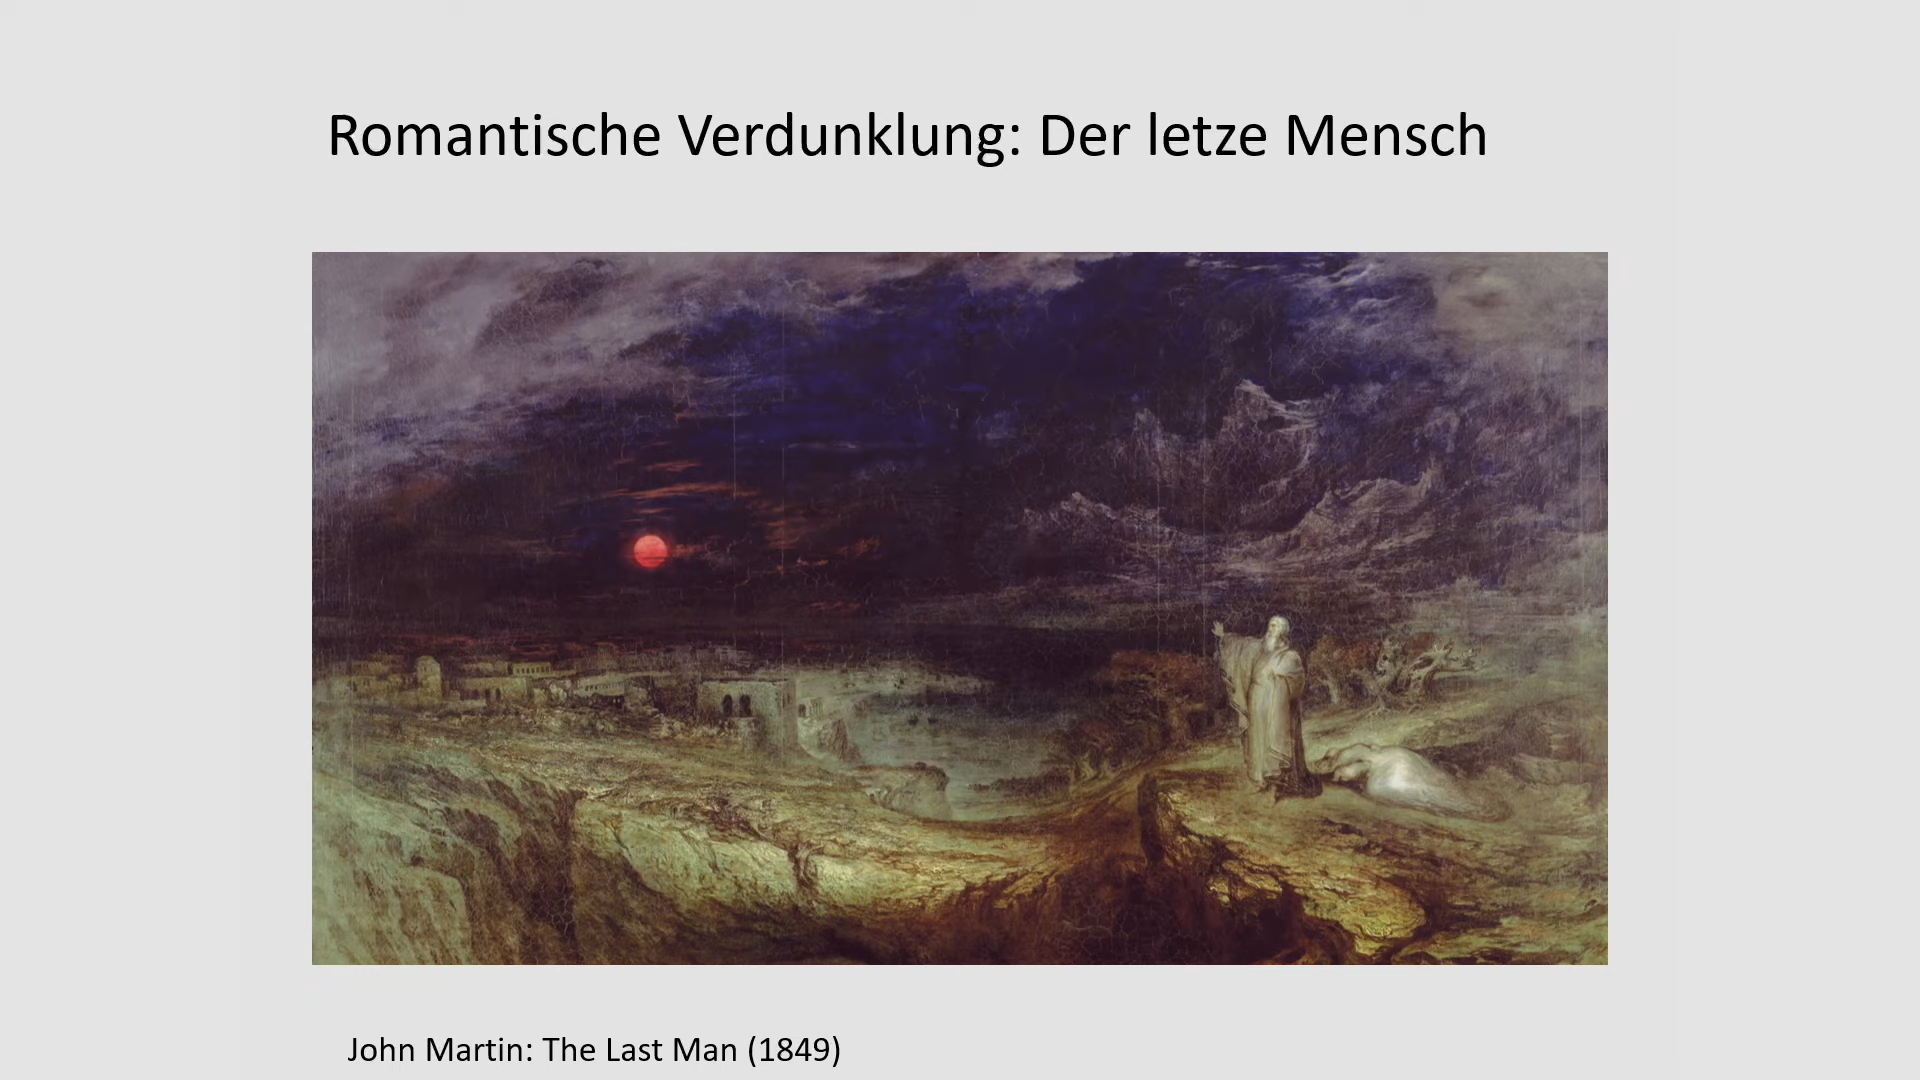 Romantische Verdunklung: Der letze Mensch
John Martin: The Last Man (1849)